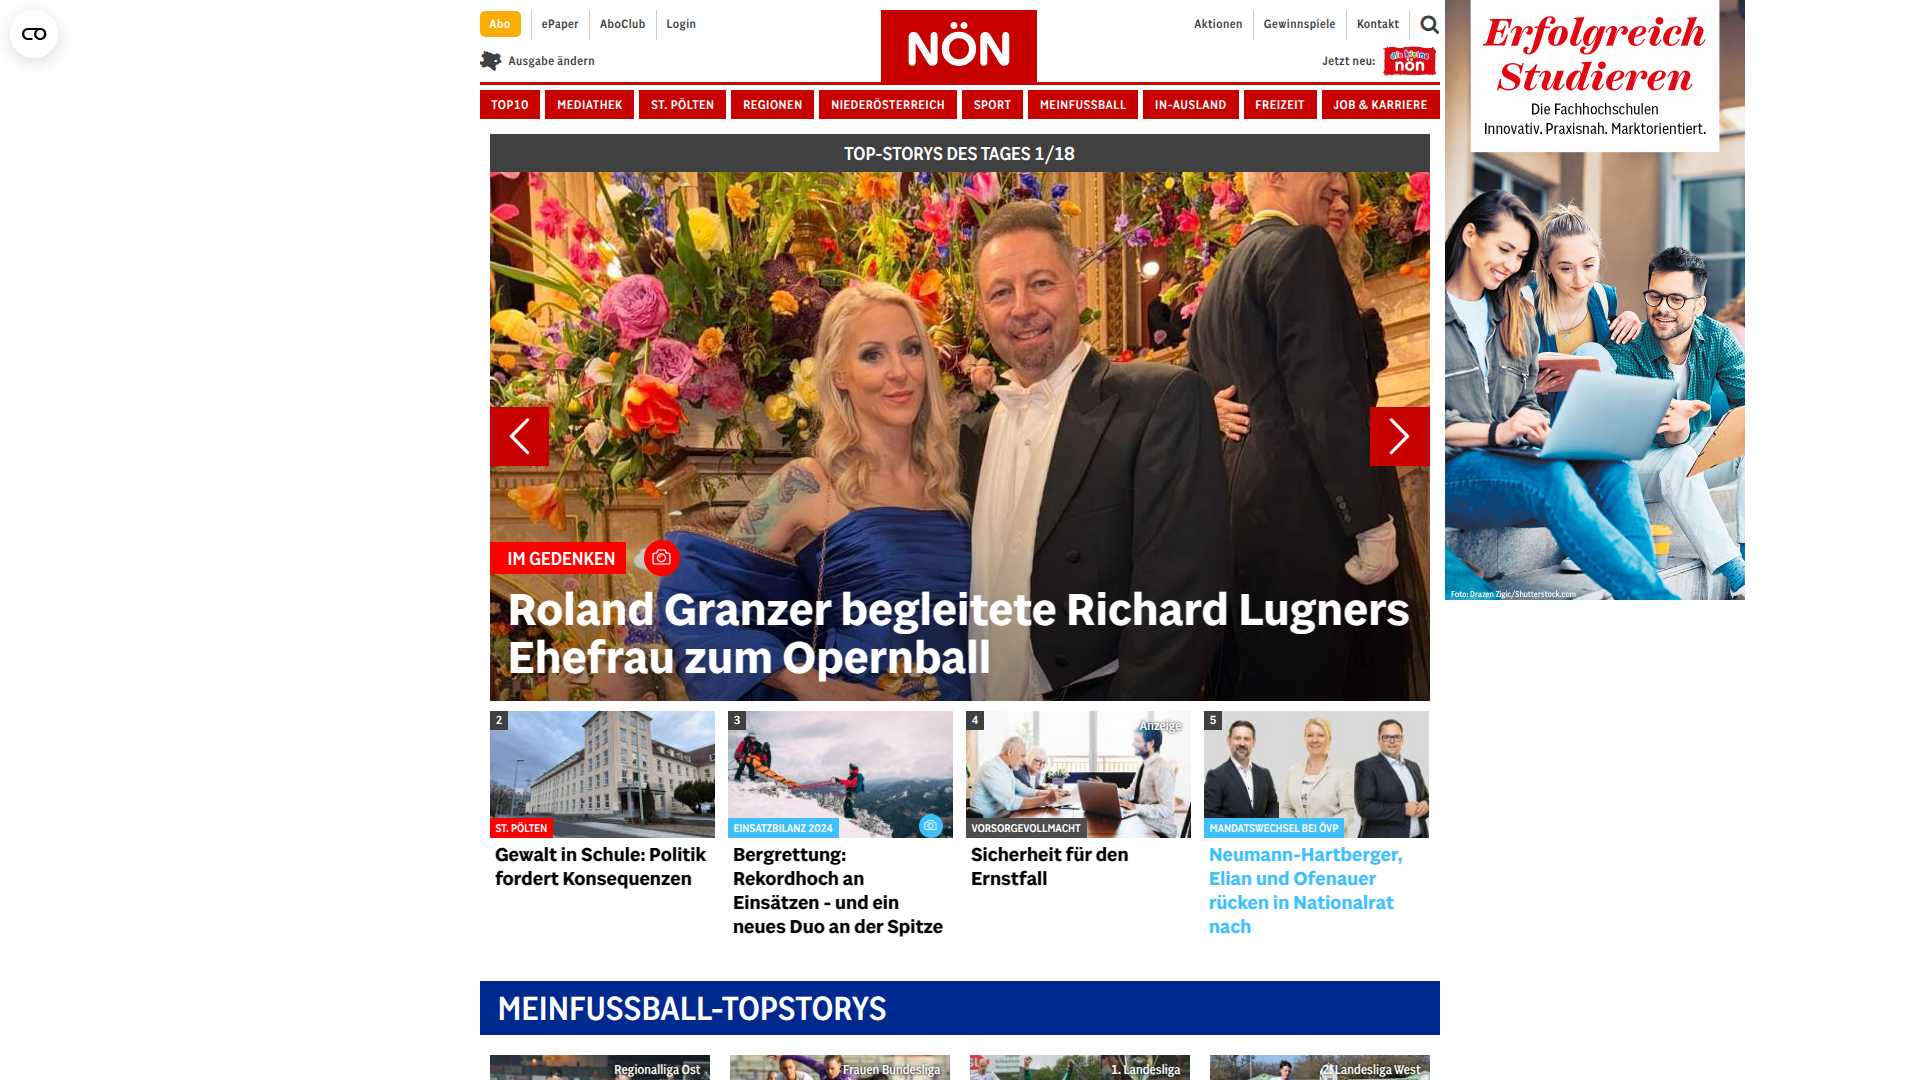 Abo
ePaper
AboClub
Login
NÖN
Aktionen
Gewinnspiele
Kontakt
Ausgabe ändern
Jetzt neu:
die kleine
nön
TOP10
MEDIATHEK
ST. PÖLTEN
REGIONEN
NIEDERÖSTERREICH
SPORT
MEINFUSSBALL
IN-AUSLAND
FREIZEIT
JOB & KARRIERE
TOP-STORYS DES TAGES 1/18
IM GEDENKEN
Roland Granzer begleitete Richard Lugners
Ehefrau zum Opernball
2
ST. PÖLTEN
Gewalt in Schule: Politik
fordert Konsequenzen
3
EINSATZBILANZ 2024
Bergrettung:
Rekordhoch an
Einsätzen - und ein
neues Duo an der Spitze
4
Anzeige
VORSORGEVOLLMACHT
Sicherheit für den
Ernstfall
5
MANDATSWECHSEL BEI ÖVP
Neumann-Hartberger,
Elian und Ofenauer
rücken in Nationalrat
nach
MEINFUSSBALL-TOPSTORYS
Regionalliga Ost
Frauen Bundesliga
1. Landesliga
2. Landesliga West
Erfolgreich
Studieren
Die Fachhochschulen
Innovativ. Praxisnah. Marktorientiert.
Foto: Drazen Zigic/Shutterstock.com